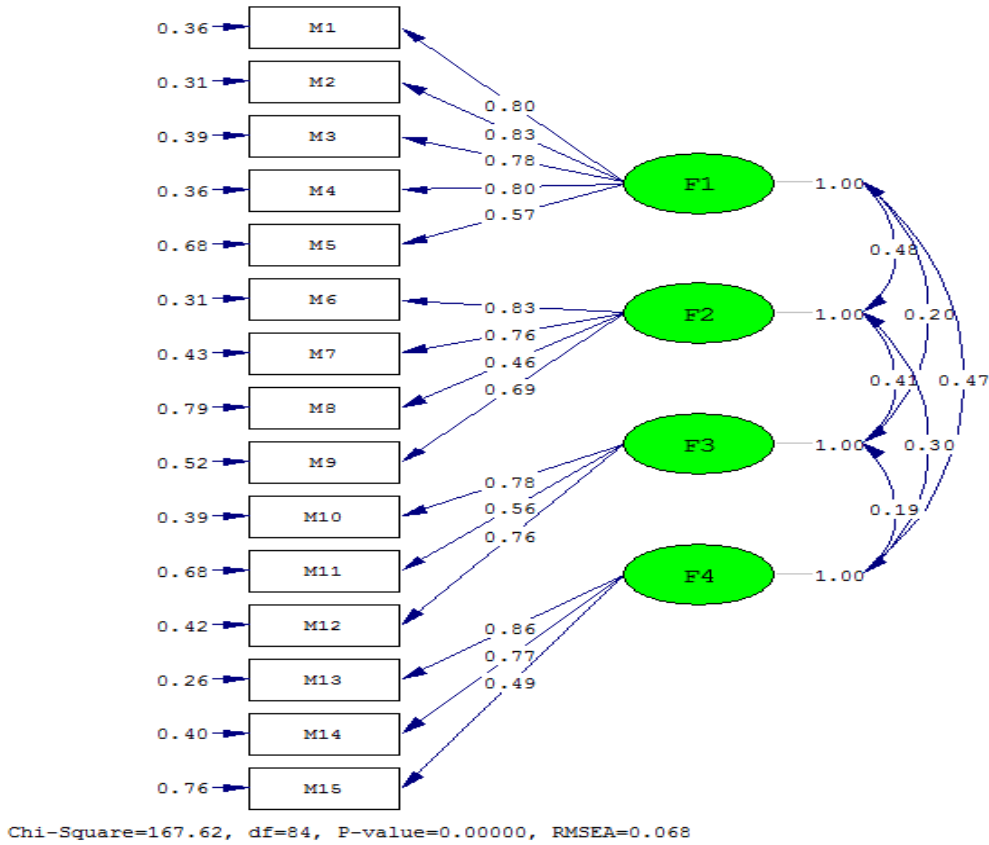 0.36 M1
0.80
0.31 M2
0.83
0.39 M3
0.78
F1 1.00
0.36 M4
0.80
0.57
0.68 M5
0.48
0.31 M6
0.83
F2 1.00 0.20
0.76
0.43 M7
0.46
0.41 0.47
0.69
0.79 M8
F3 1.00 0.30
0.52 M9
0.78
0.56
0.19
0.39 M10
0.76
0.68 M11
F4 1.00
0.42 M12
0.86
0.77
0.26 M13
0.49
0.40 M14
0.76 M15
Chi-Square=167.62, df=84, P-value=0.00000, RMSEA=0.068